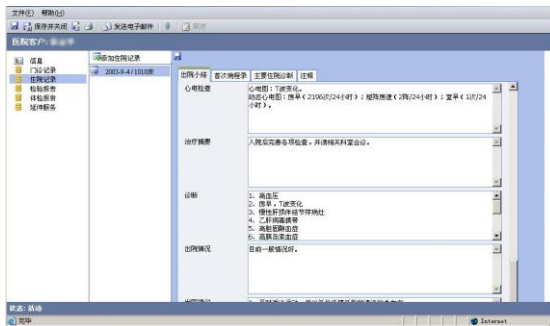 文件(F) 帮助(H)
保存并关闭 发送电子邮件
医院客户:
信息
门诊记录
住院记录
检验报告
体检报告
延伸服务
添加住院记录
2003-9-4/1018床
出院小结 首次病程录 主要住院诊断 注释
心电检查
心电图:T波变化。
动态心电图:房早(2196次/24小时);短阵房速(2阵/24小时);室早(1次/24
小时)。
治疗摘要
入院后完善各项检查,并请相关科室会诊。
诊断
1、高血压
2、房早,T波变化
3、慢性肝损伴结节样病灶
4、乙肝病毒携带
5、高胆固醇血症
6、高胰岛素血症
出院情况
目前一般情况好。
状态: 活动
完毕
Internet